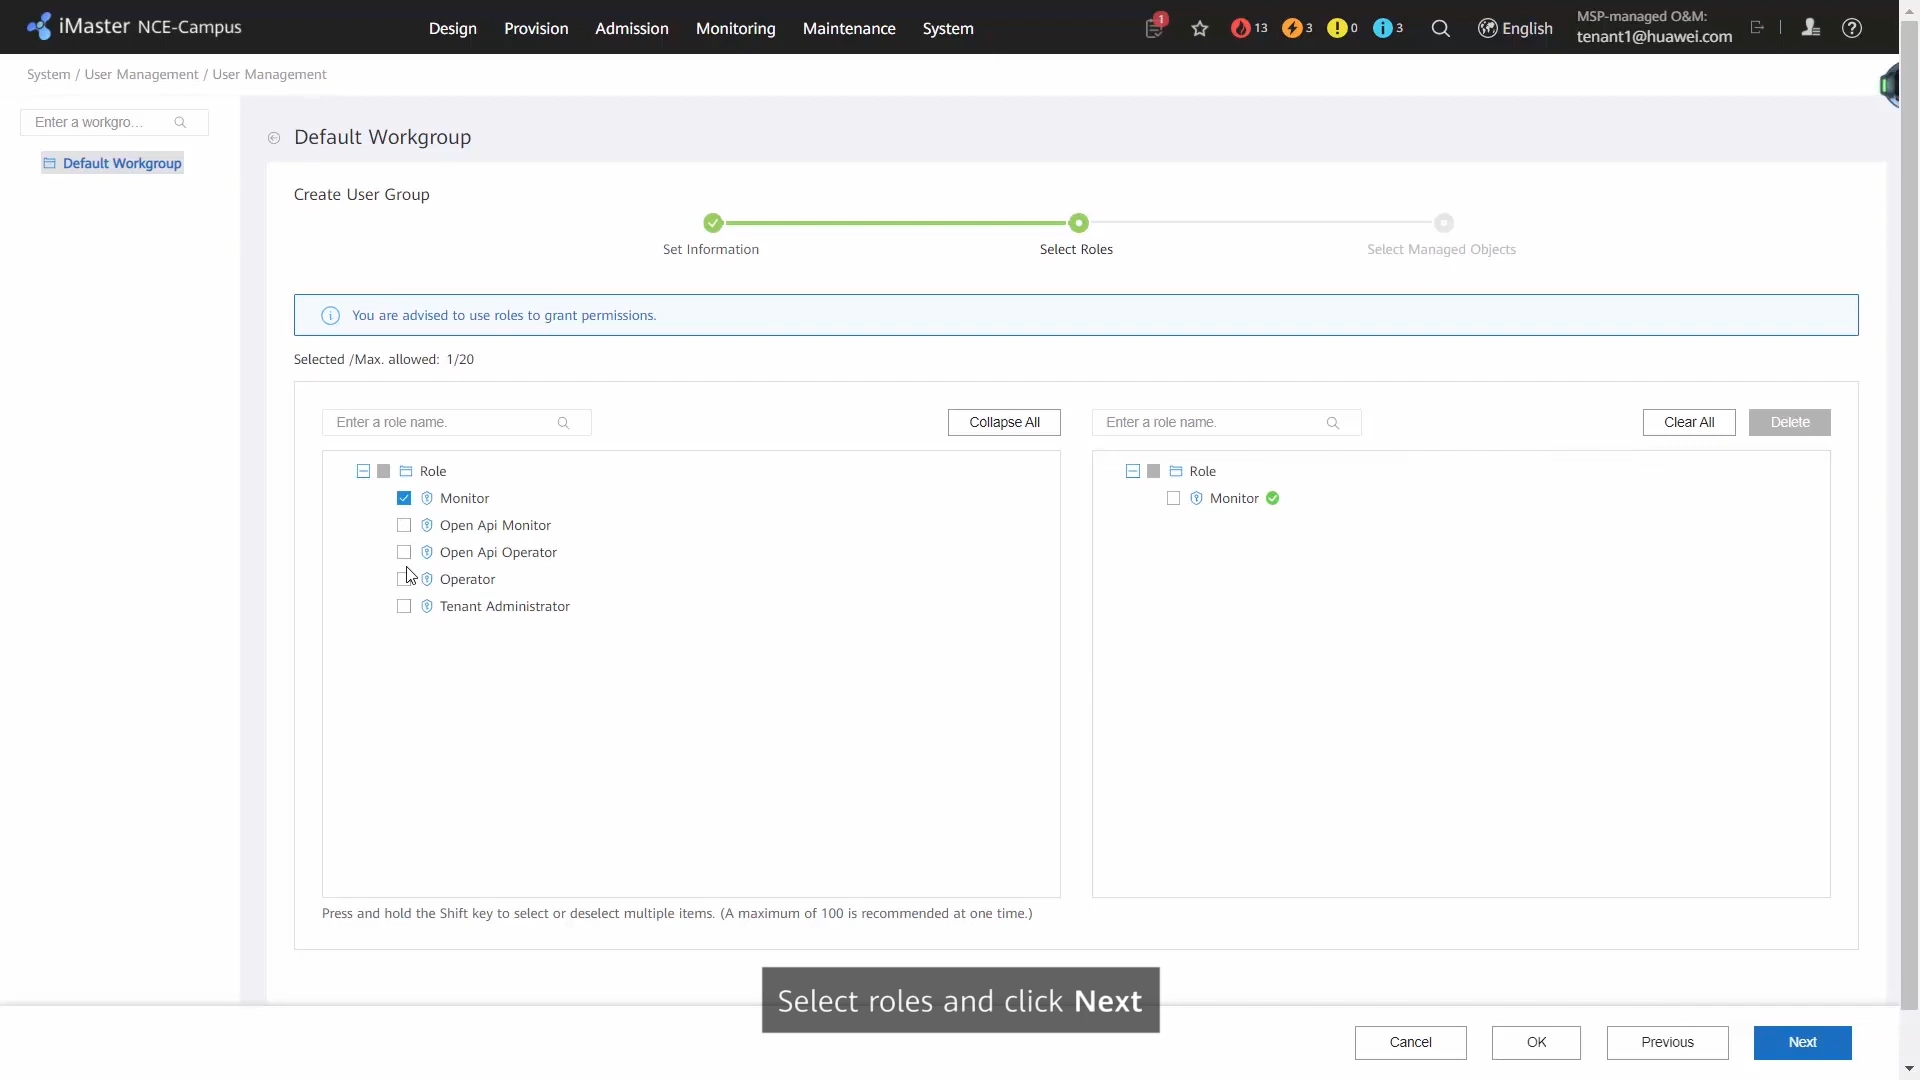 iMaster NCE-Campus
Design Provision Admission Monitoring Maintenance System
1
13 3 0 3
English
MSP-managed O&M:
tenant1@huawei.com
System / User Management / User Management
Enter a workgro...
Default Workgroup
Default Workgroup
Create User Group
Set Information Select Roles Select Managed Objects
You are advised to use roles to grant permissions.
Selected /Max. allowed: 1/20
Enter a role name. Collapse All
Role
Monitor
Open Api Monitor
Open Api Operator
Operator
Tenant Administrator
Enter a role name. Clear All Delete
Role
Monitor
Press and hold the Shift key to select or deselect multiple items. (A maximum of 100 is recommended at one time.)
Select roles and click Next
Cancel OK Previous Next